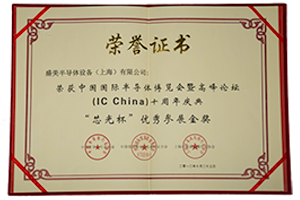 荣誉证书
盛美半导体设备（上海）有限公司：
荣获中国国际半导体博览会暨高峰论坛
(IC China) 十周年庆典
“芯光杯”优秀参展金奖